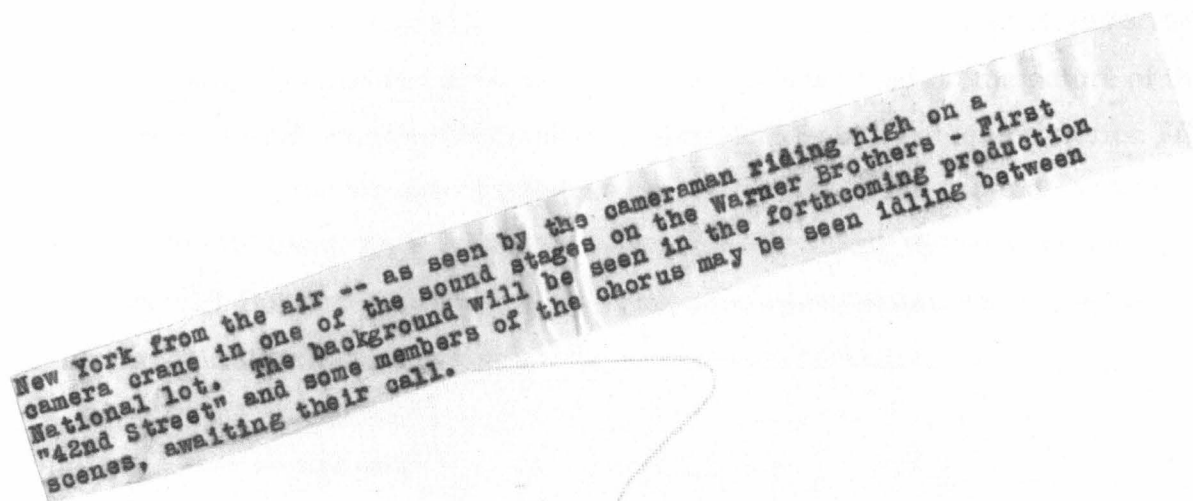 New York from the air -- as seen by the cameraman riding high on a
camera crane in one of the sound stages on the Warner Brothers - First
National lot. The background will be seen in the forthcoming production
"42nd Street" and some members of the chorus may be seen idling between
scenes, awaiting their call.